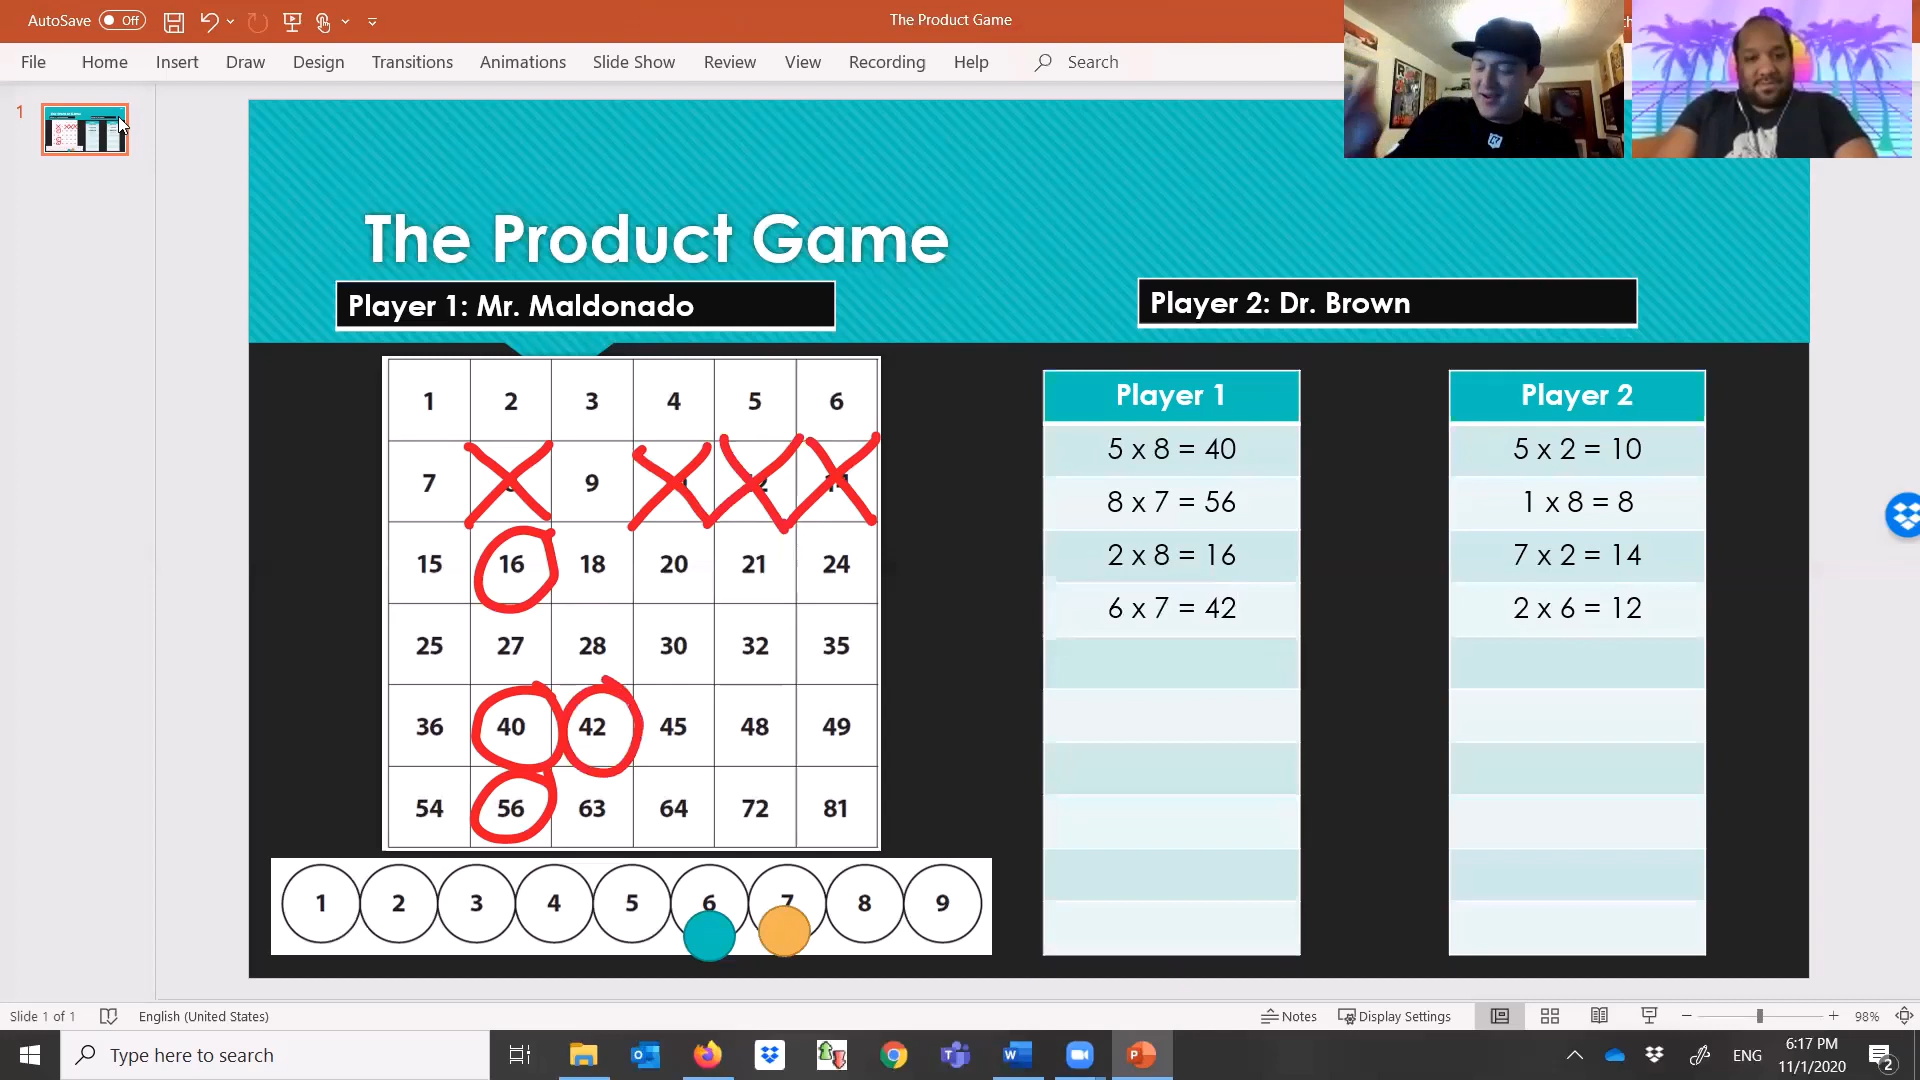 AutoSave Off
The Product Game
File Home Insert Draw Design Transitions Animations Slide Show Review View Recording Help Search
1
The Product Game
Player 1: Mr. Maldonado
Player 2: Dr. Brown
1 2 3 4 5 6
7 9
15 16 18 20 21 24
25 27 28 30 32 35
36 40 42 45 48 49
54 56 63 64 72 81
1 2 3 4 5 6 7 8 9
Player 1
5 x 8 = 40
8 x 7 = 56
2 x 8 = 16
6 x 7 = 42
Player 2
5 x 2 = 10
1 x 8 = 8
7 x 2 = 14
2 x 6 = 12
Slide 1 of 1 English (United States) Notes Display Settings 98%
Type here to search
ENG
6:17 PM
11/1/2020
2